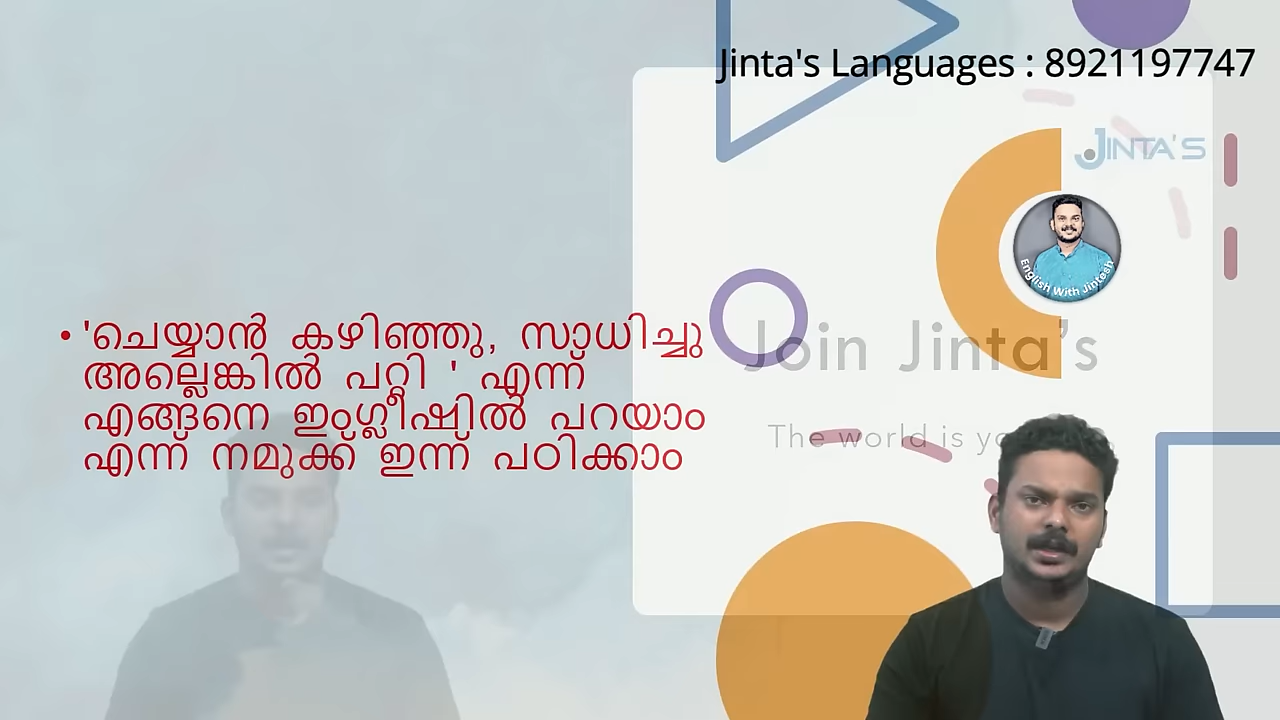 Jinta's Languages : 8921197747
JINTA'S
English With Jintesh
'ചെയ്യാൻ കഴിഞ്ഞു, സാധിച്ചു
അല്ലെങ്കിൽ പറ്റി ' എന്ന്
എങ്ങനെ ഇംഗ്ലീഷിൽ പറയാം
എന്ന് നമുക്ക് ഇന്ന് പഠിക്കാം
Join Jinta's
The world is